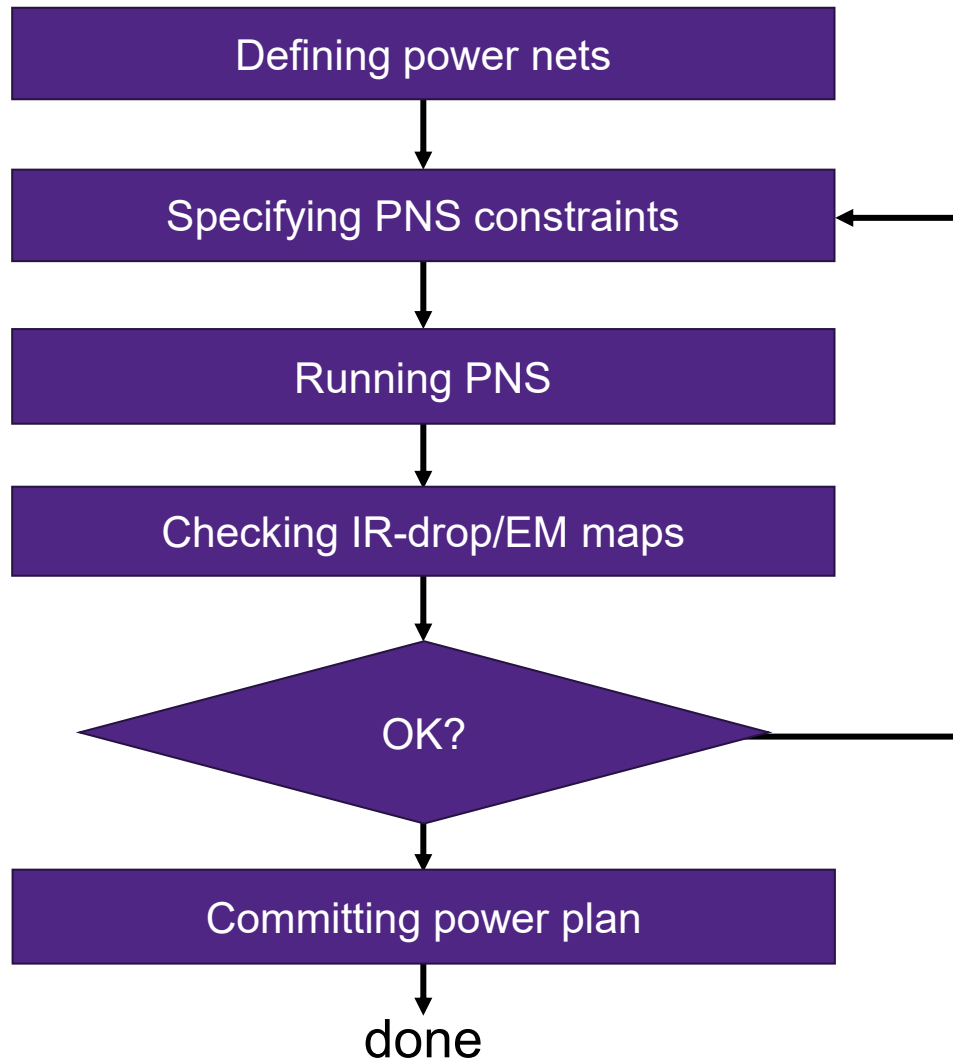 Defining power nets
Specifying PNS constraints
Running PNS
Checking IR-drop/EM maps
OK?
Committing power plan
done